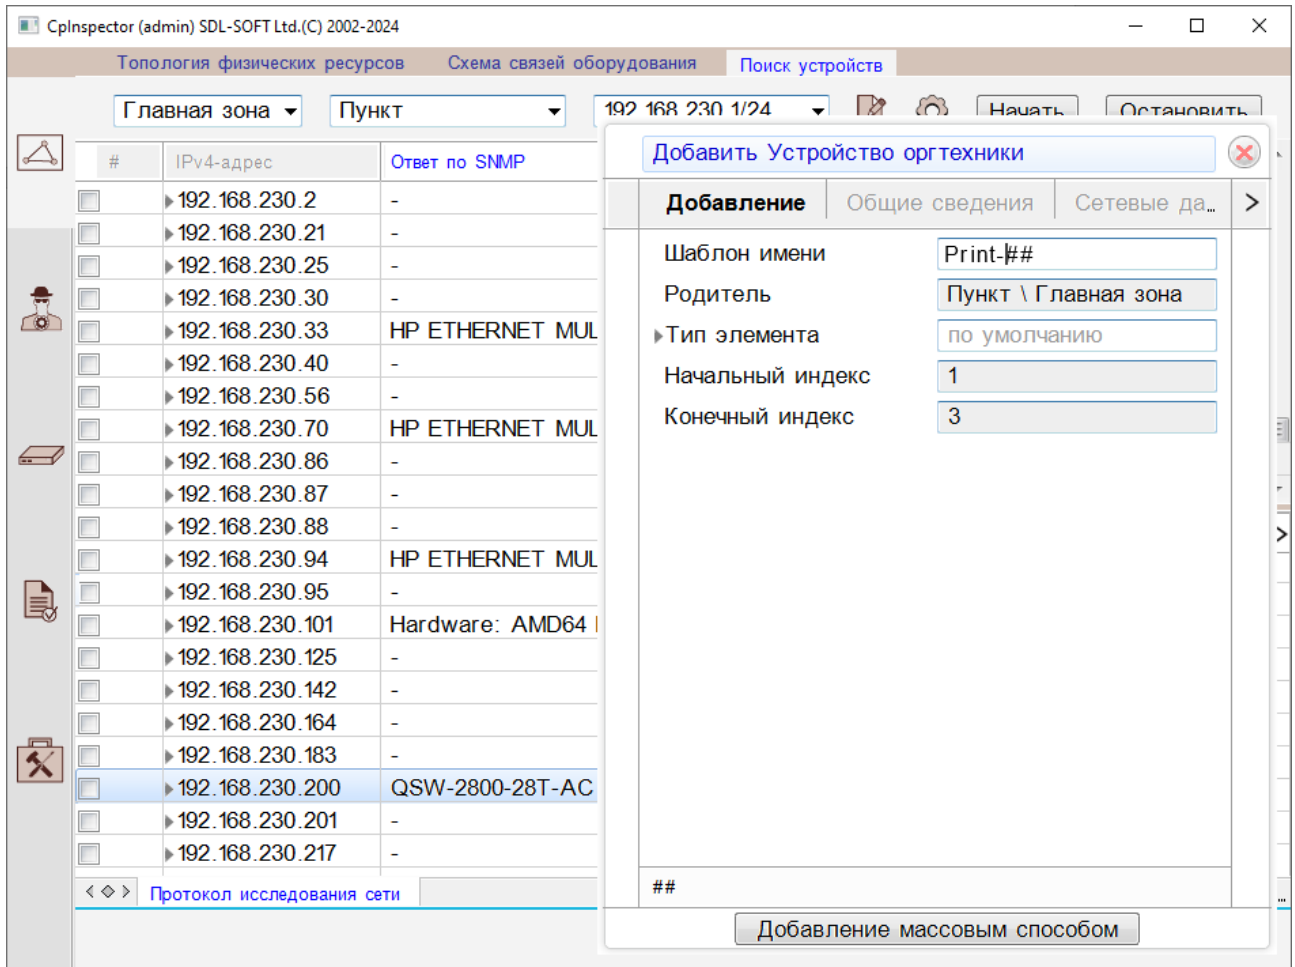 CpInspector (admin) SDL-SOFT Ltd.(C) 2002-2024
Топология физических ресурсов Схема связей оборудования Поиск устройств
Главная зона Пункт 192.168.230.1/24 Начать Остановить
# IPv4-адрес Ответ по SNMP
192.168.230.2 -
192.168.230.21 -
192.168.230.25 -
192.168.230.30 -
192.168.230.33 HP ETHERNET MUL
192.168.230.40 -
192.168.230.56 -
192.168.230.70 HP ETHERNET MUL
192.168.230.86 -
192.168.230.87 -
192.168.230.88 -
192.168.230.94 HP ETHERNET MUL
192.168.230.95 -
192.168.230.101 Hardware: AMD64
192.168.230.125 -
192.168.230.142 -
192.168.230.164 -
192.168.230.183 -
192.168.230.200 QSW-2800-28T-AC
192.168.230.201 -
192.168.230.217 -
Протокол исследования сети
Добавить Устройство оргтехники
Добавление Общие сведения Сетевые да...
Шаблон имени Print-##
Родитель Пункт \ Главная зона
Тип элемента по умолчанию
Начальный индекс 1
Конечный индекс 3
##
Добавление массовым способом